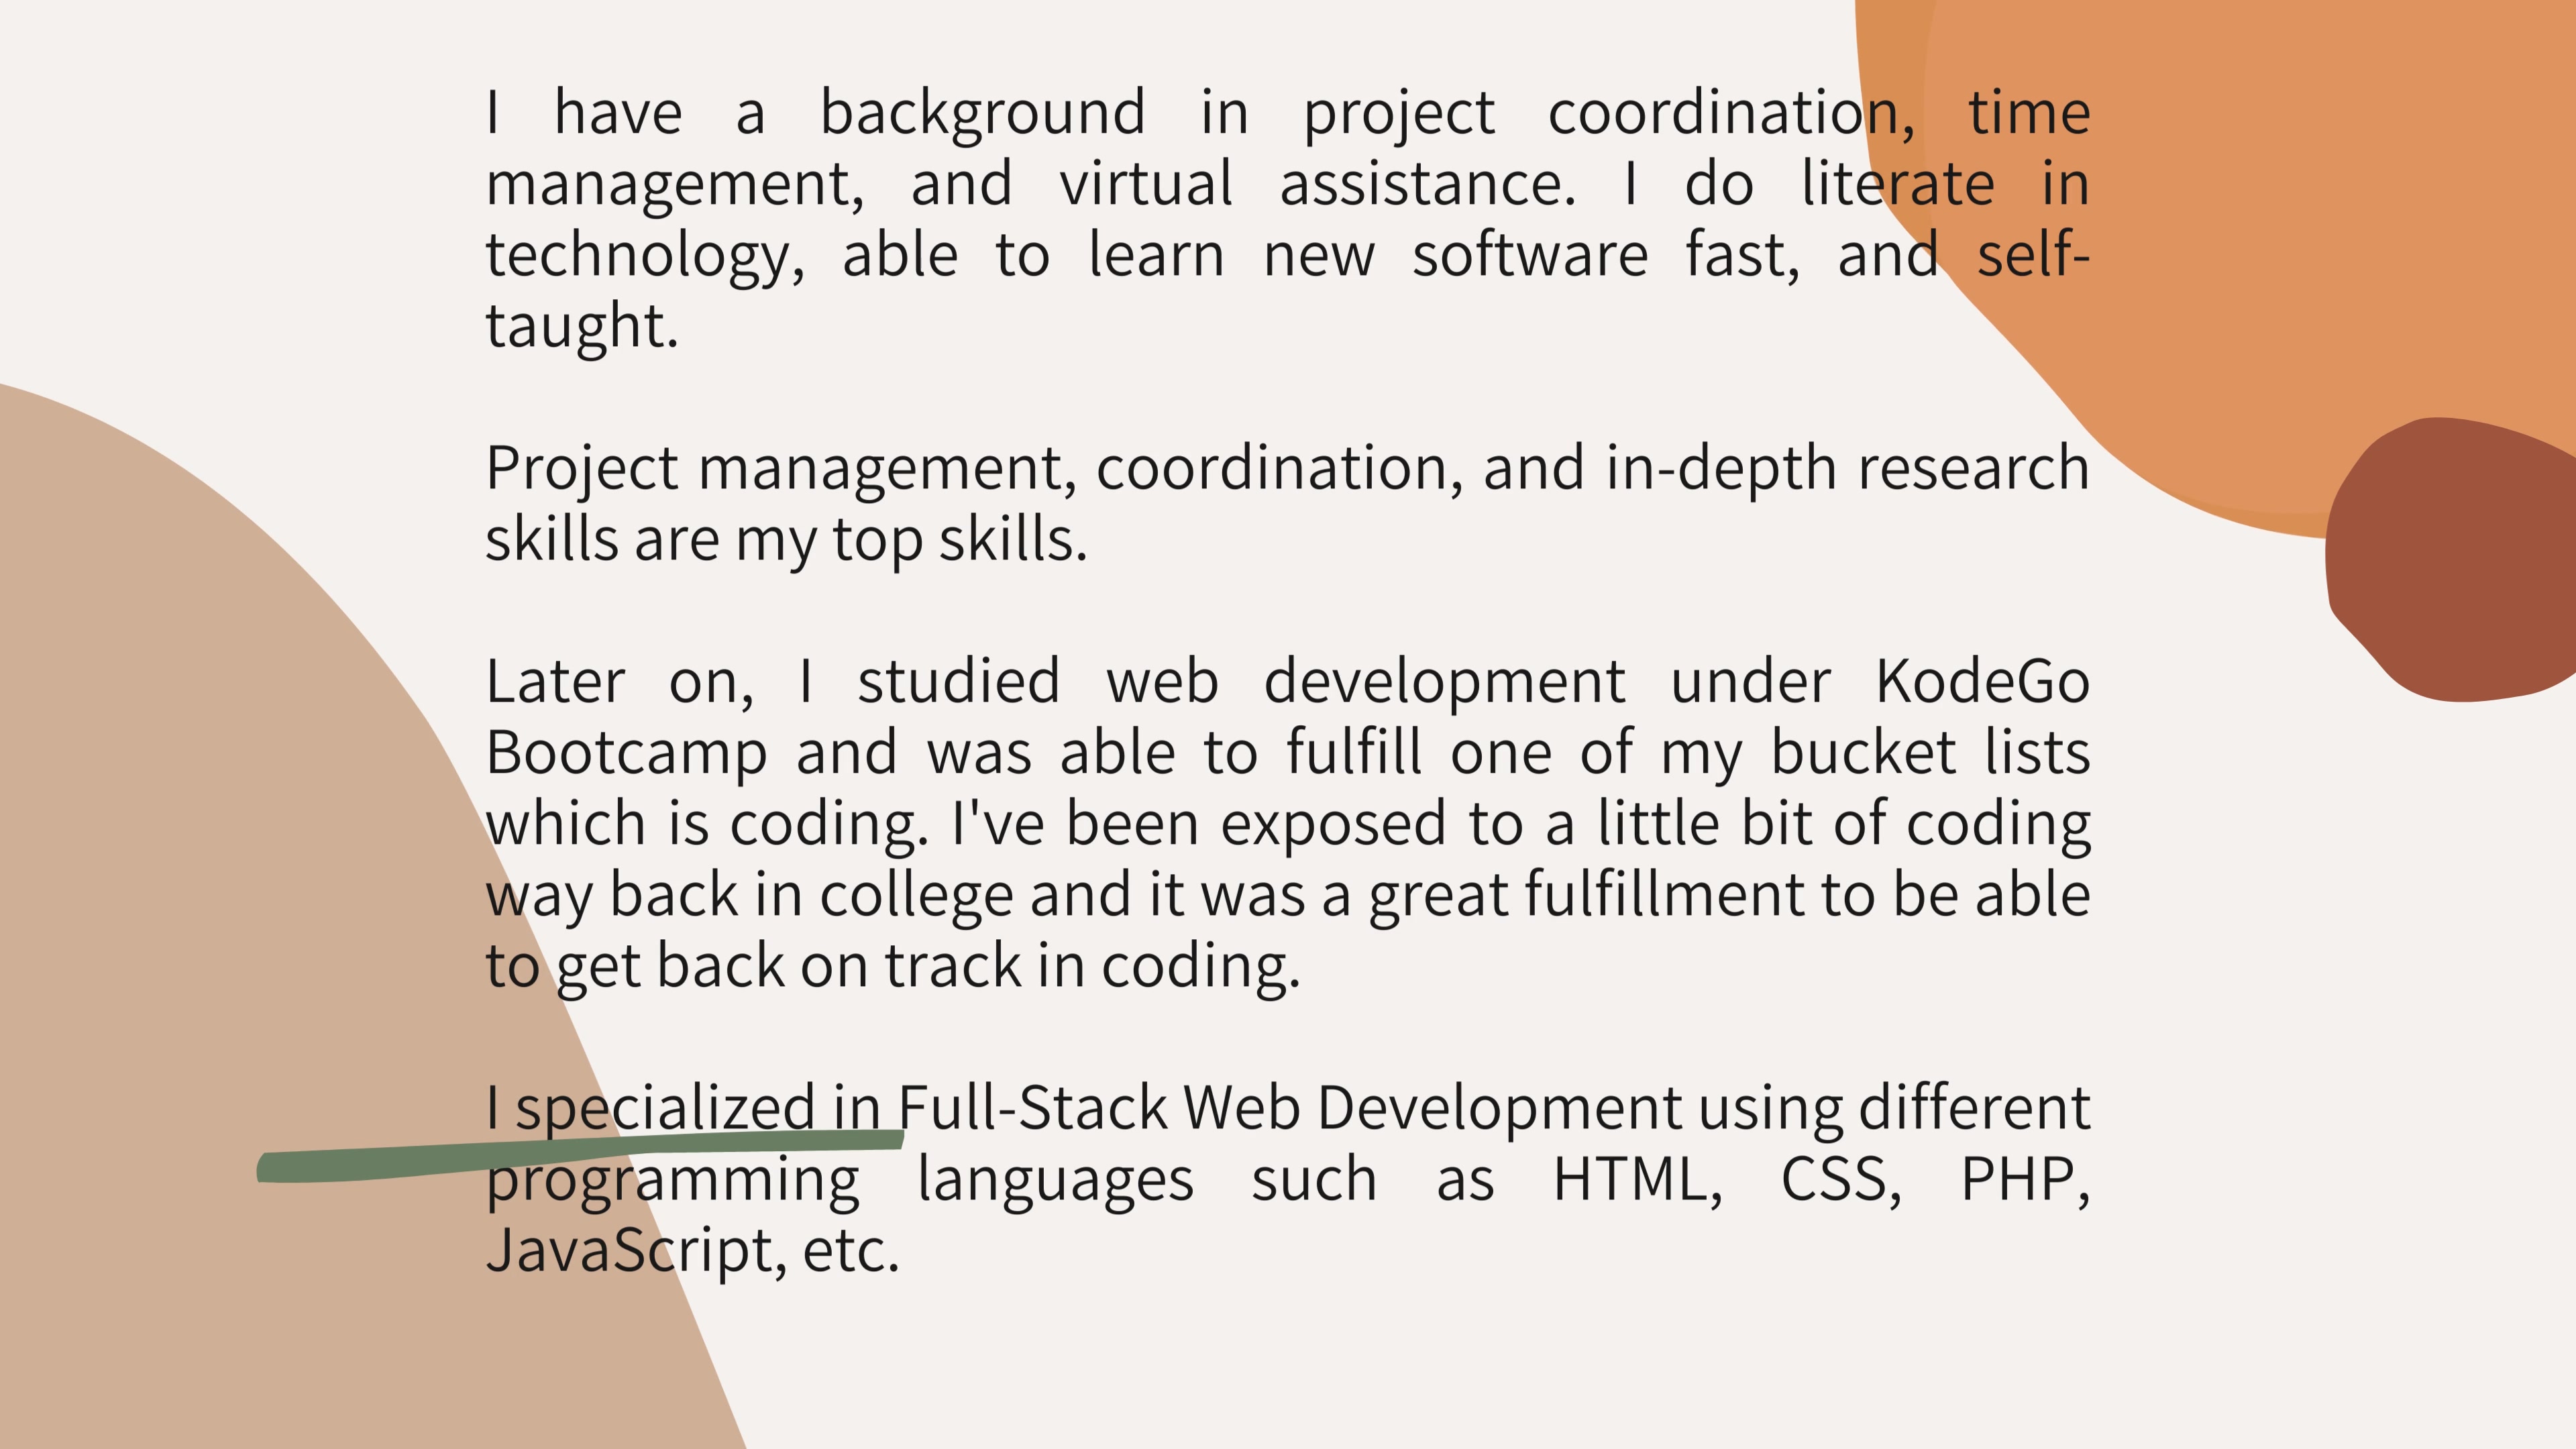 I have a background in project coordination, time
management, and virtual assistance. I do literate in
technology, able to learn new software fast, and self-
taught.
Project management, coordination, and in-depth research
skills are my top skills.
Later on, I studied web development under KodeGo
Bootcamp and was able to fulfill one of my bucket lists
which is coding. I've been exposed to a little bit of coding
way back in college and it was a great fulfillment to be able
to get back on track in coding.
I specialized in Full-Stack Web Development using different
programming languages such as HTML, CSS, PHP,
JavaScript, etc.